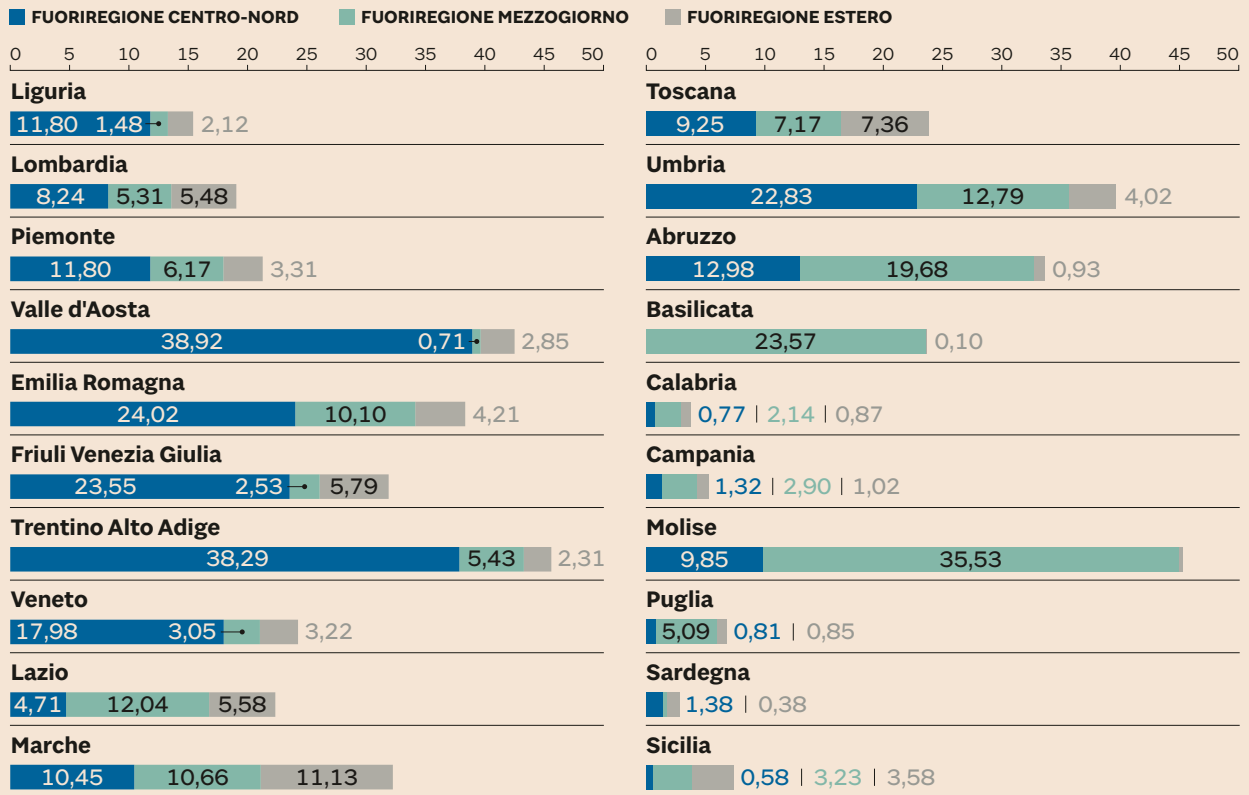 FUORIREGIONE CENTRO-NORD FUORIREGIONE MEZZOGIORNO FUORIREGIONE ESTERO
0 5 10 15 20 25 30 35 40 45 50
Liguria
11,80 1,48 2,12
Lombardia
8,24 5,31 5,48
Piemonte
11,80 6,17 3,31
Valle d'Aosta
38,92 0,71 2,85
Emilia Romagna
24,02 10,10 4,21
Friuli Venezia Giulia
23,55 2,53 5,79
Trentino Alto Adige
38,29 5,43 2,31
Veneto
17,98 3,05 3,22
Lazio
4,71 12,04 5,58
Marche
10,45 10,66 11,13
0 5 10 15 20 25 30 35 40 45 50
Toscana
9,25 7,17 7,36
Umbria
22,83 12,79 4,02
Abruzzo
12,98 19,68 0,93
Basilicata
23,57 0,10
Calabria
0,77 | 2,14 | 0,87
Campania
1,32 | 2,90 | 1,02
Molise
9,85 35,53
Puglia
5,09 0,81 | 0,85
Sardegna
1,38 | 0,38
Sicilia
0,58 | 3,23 | 3,58